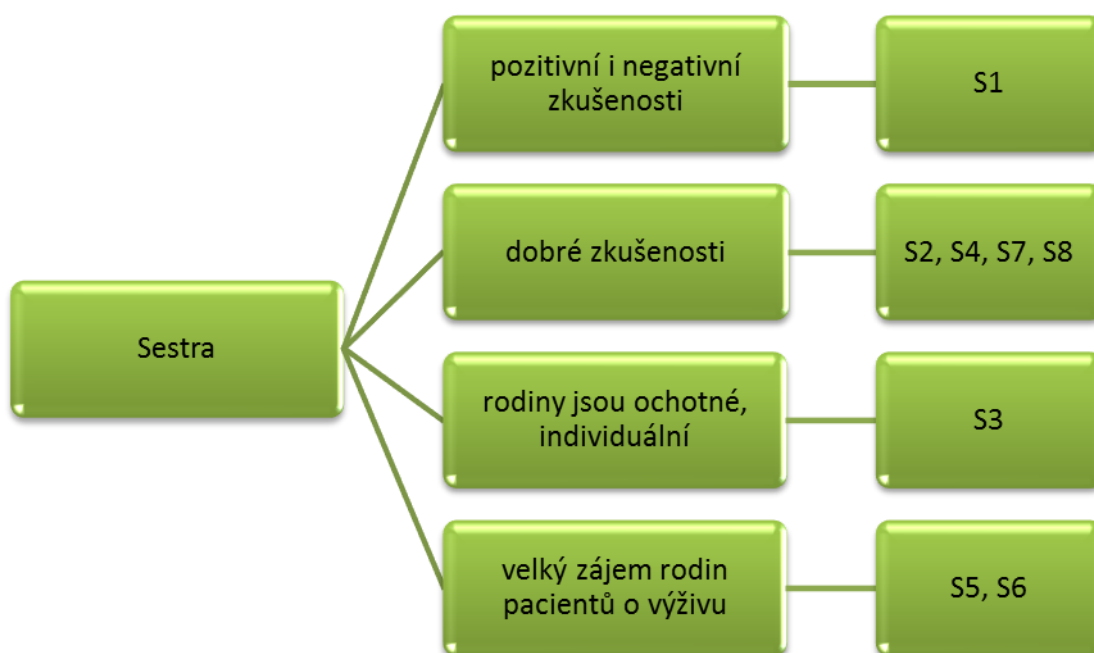 pozitivní i negativní
zkušenosti
S1
dobré zkušenosti
S2, S4, S7, S8
Sestra
rodiny jsou ochotné,
individuální
S3
velký zájem rodin
pacientů o výživu
S5, S6